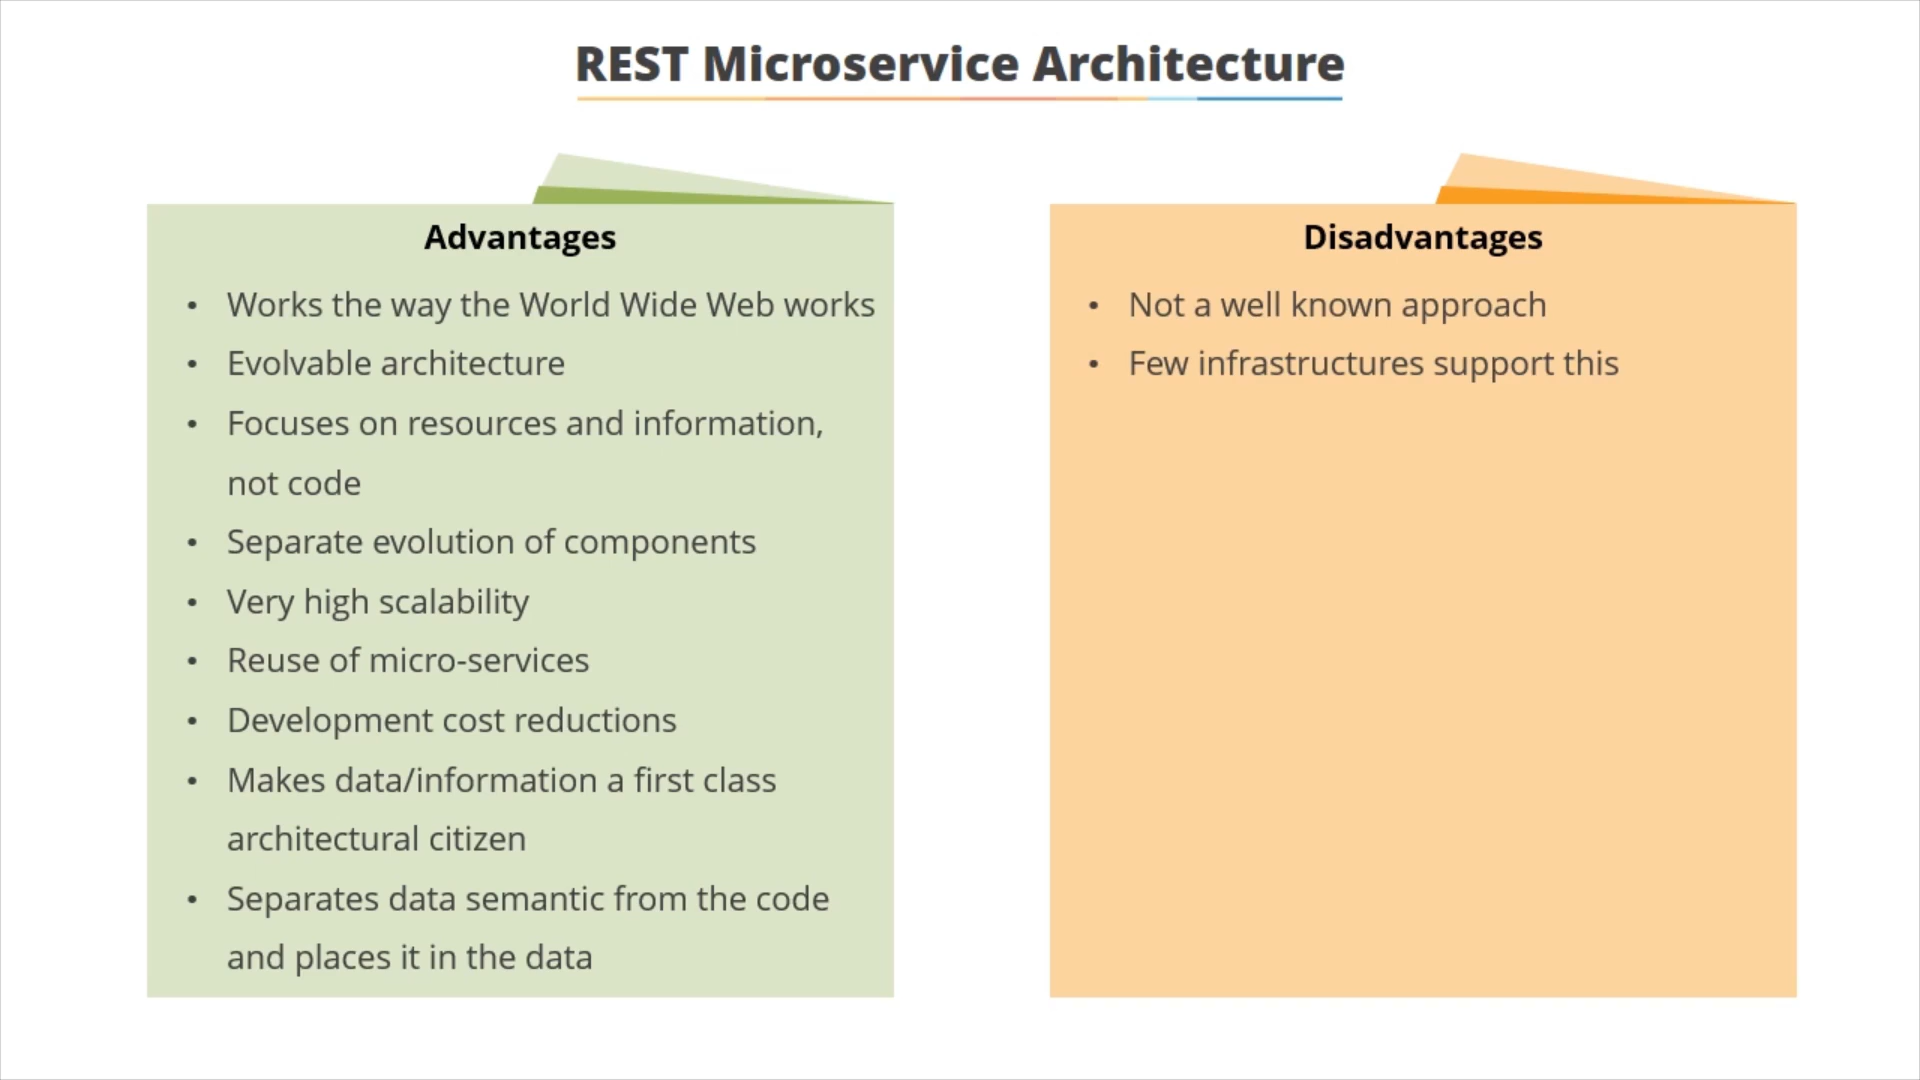 REST Microservice Architecture
Advantages
• Works the way the World Wide Web works
• Evolvable architecture
• Focuses on resources and information,
not code
• Separate evolution of components
• Very high scalability
• Reuse of micro-services
• Development cost reductions
• Makes data/information a first class
architectural citizen
• Separates data semantic from the code
and places it in the data
Disadvantages
• Not a well known approach
• Few infrastructures support this